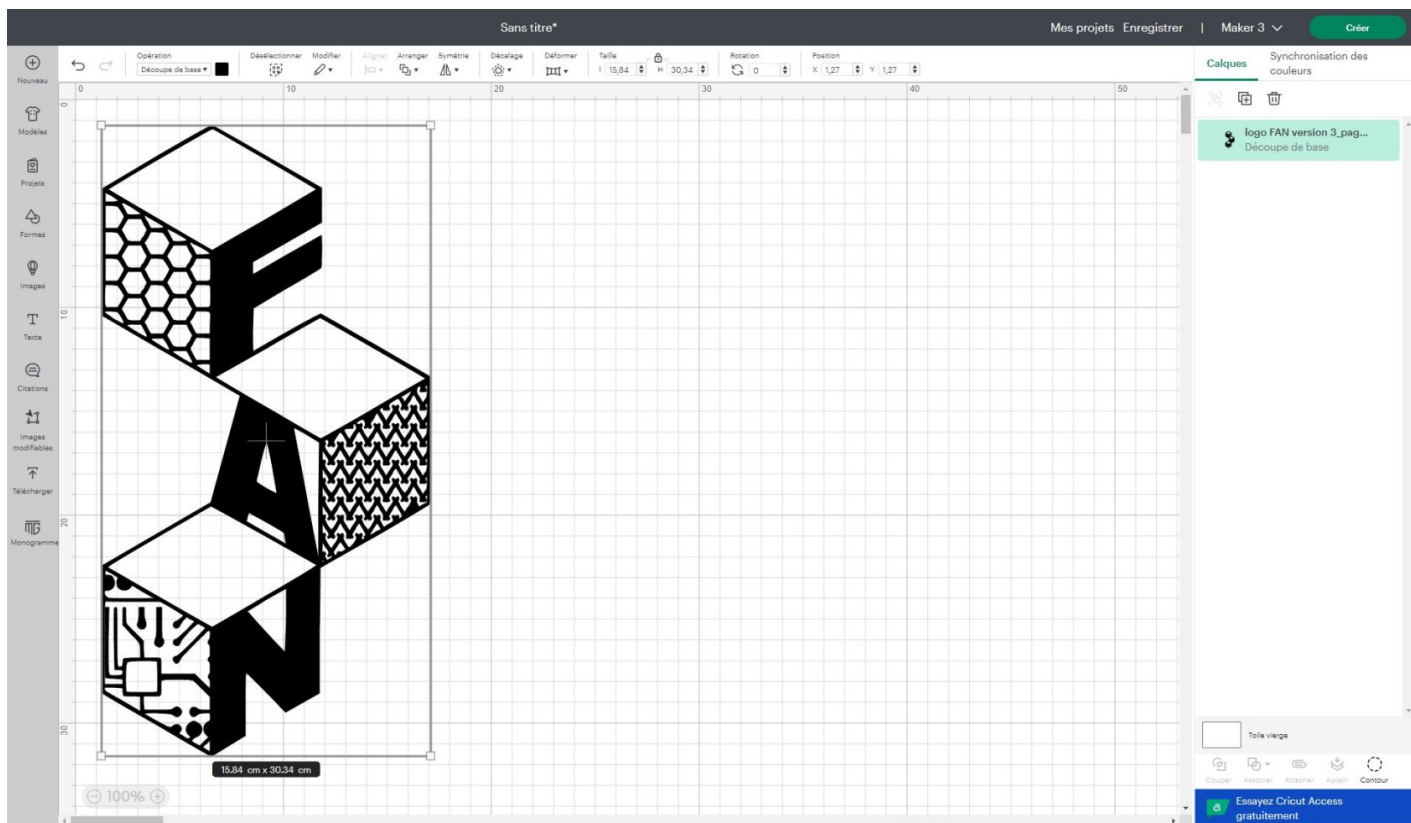 Sans titre*
Mes projets Enregistrer | Maker 3 Créer
Nouveau
Modèles
Projets
Formes
Images
Texte
Citations
Images modifiables
Télécharger
Monogramme
Opération
Découpe de base
Désélectionner
Modifier
Aligner
Arranger
Symétrie
Décalage
Déformer
Taille
l 15,84 H 30,34
Rotation
0
Position
X 1,27 Y 1,27
0 10 20 30 40 50
0
10
20
30
F
A
N
15.84 cm x 30.34 cm
100%
Calques
Synchronisation des
couleurs
logo FAN version 3_pag...
Découpe de base
Toile vierge
Couper Associer Attacher Aplatir Contour
a
Essayez Cricut Access
gratuitement